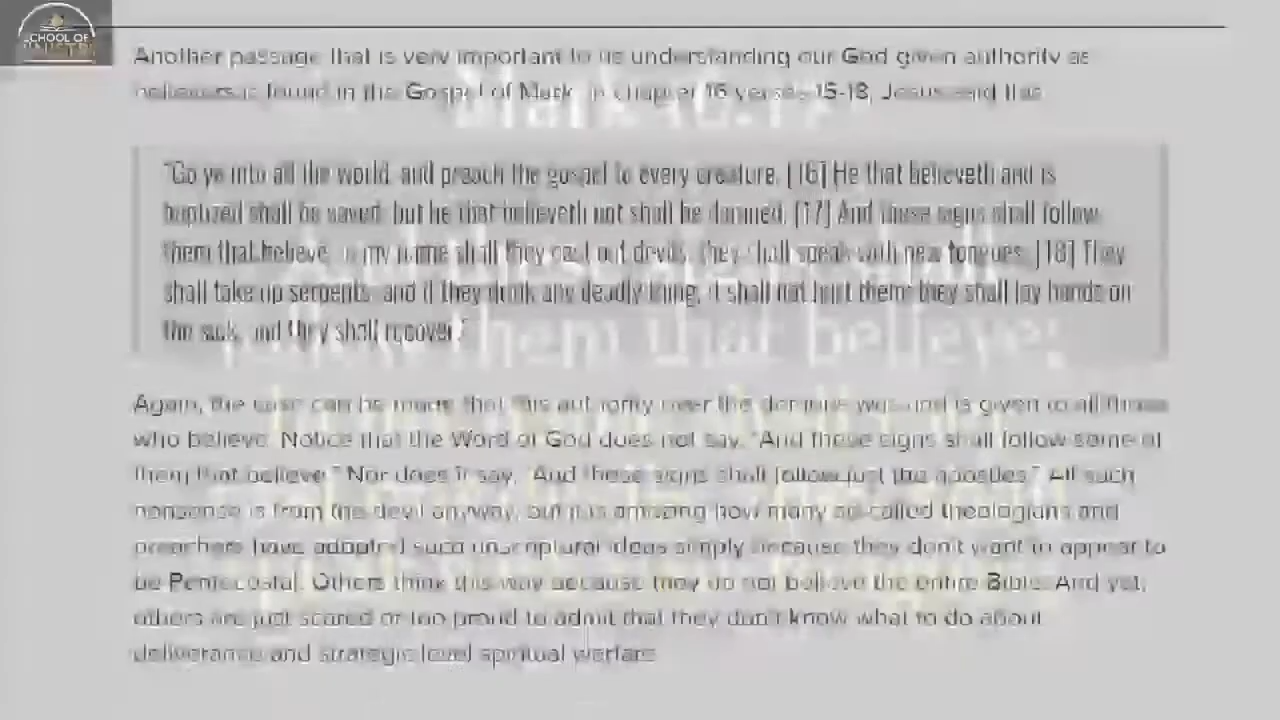 SCHOOL OF
Another passage that is very important to us understanding our God given authority as
believers is found in the Gospel of Mark. In chapter 16 verses 15-18, Jesus said this
Mark 16:17
"Go ye into all the world, and preach the gospel to every creature. [16] He that believeth and is
baptized shall be saved; but he that believeth not shall be damned. [17] And these signs shall follow
them that believe; in my name shall they cast out devils; they shall speak with new tongues; [18] They
shall take up serpents; and if they drink any deadly thing, it shall not hurt them; they shall lay hands on
the sick, and they shall recover."
And these signs shall
follow them that believe;
Again, the case can be made that this authority over the demons was and is given to all those
who believe. Notice that the Word of God does not say, "And these signs shall follow some of
them that believe." Nor does it say, "And these signs shall follow just the apostles." All such
nonsense is from the devil anyway, but it is amazing how many so-called theologians and
preachers have adopted such unscriptural ideas simply because they don't want to appear to
be Pentecostal. Others think this way because they do not believe the entire Bible. And yet,
others are just scared or too proud to admit that they don't know what to do about
deliverance and strategic level spiritual warfare.